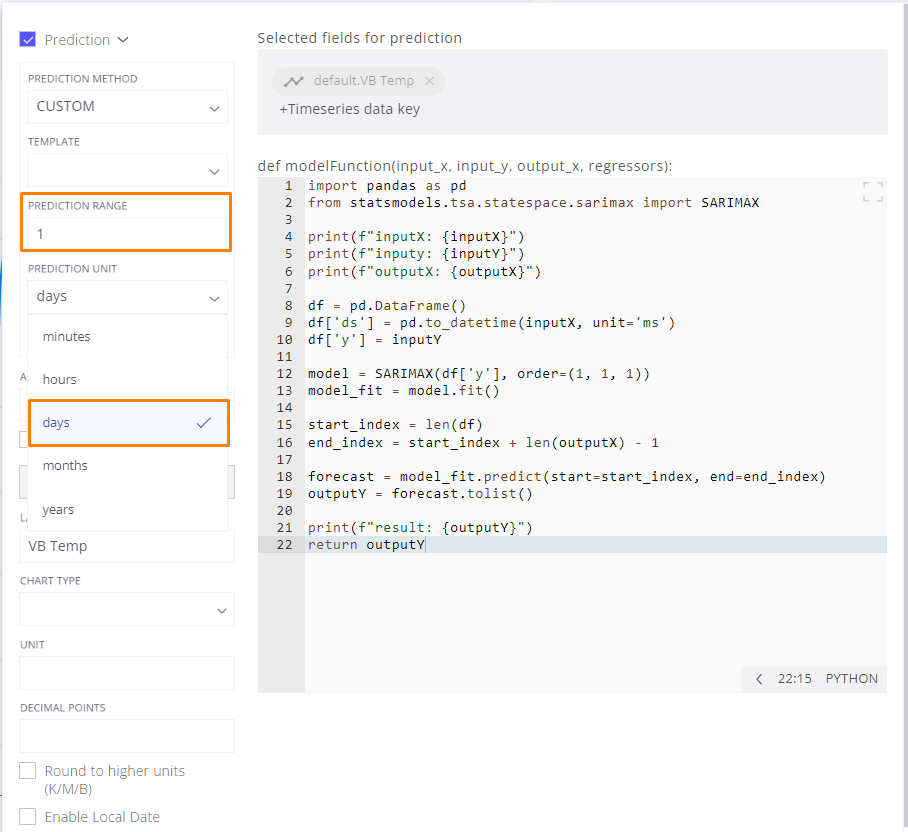 Prediction
PREDICTION METHOD
CUSTOM
TEMPLATE
PREDICTION RANGE
1
PREDICTION UNIT
days
minutes
hours
A
days
months
years
LA
VB Temp
CHART TYPE
UNIT
DECIMAL POINTS
Round to higher units
(K/M/B)
Enable Local Date
Selected fields for prediction
default.VB Temp
+Timeseries data key
def modelFunction(input_x, input_y, output_x, regressors):
1 import pandas as pd
2 from statsmodels.tsa.statespace.sarimax import SARIMAX
3
4 print(f"inputX: {inputX}")
5 print(f"inputy: {inputY}")
6 print(f"outputX: {outputX}")
7
8 df = pd.DataFrame()
9 df['ds'] = pd.to_datetime(inputX, unit='ms')
10 df['y'] = inputY
11
12 model = SARIMAX(df['y'], order=(1, 1, 1))
13 model_fit = model.fit()
14
15 start_index = len(df)
16 end_index = start_index + len(outputX) - 1
17
18 forecast = model_fit.predict(start=start_index, end=end_index)
19 outputY = forecast.tolist()
20
21 print(f"result: {outputY}")
22 return outputY
22:15 PYTHON